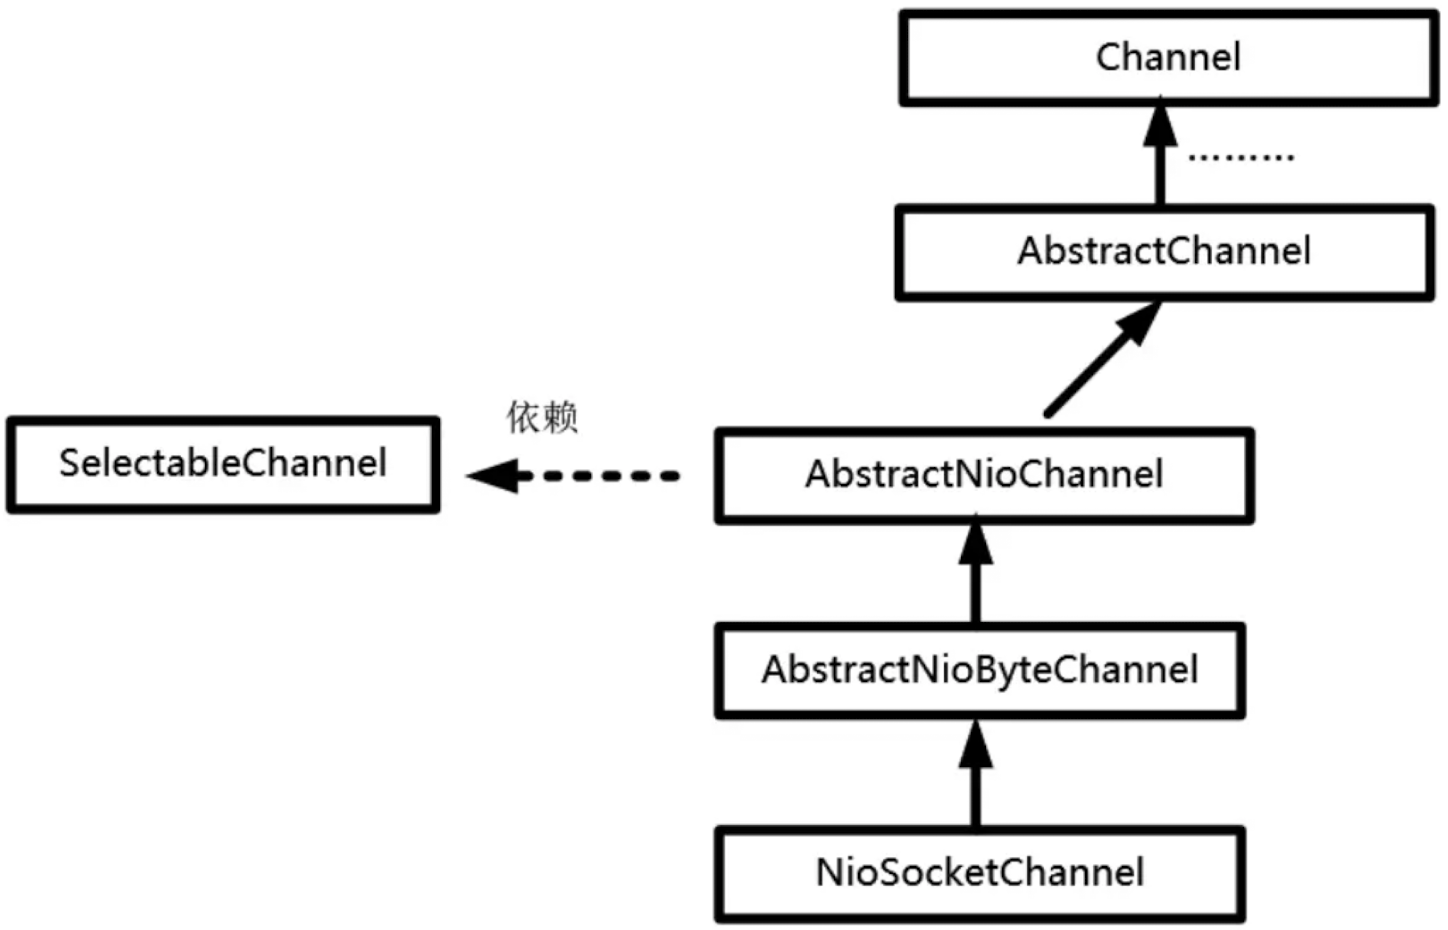 Channel
………
AbstractChannel
依赖
SelectableChannel
AbstractNioChannel
AbstractNioByteChannel
NioSocketChannel